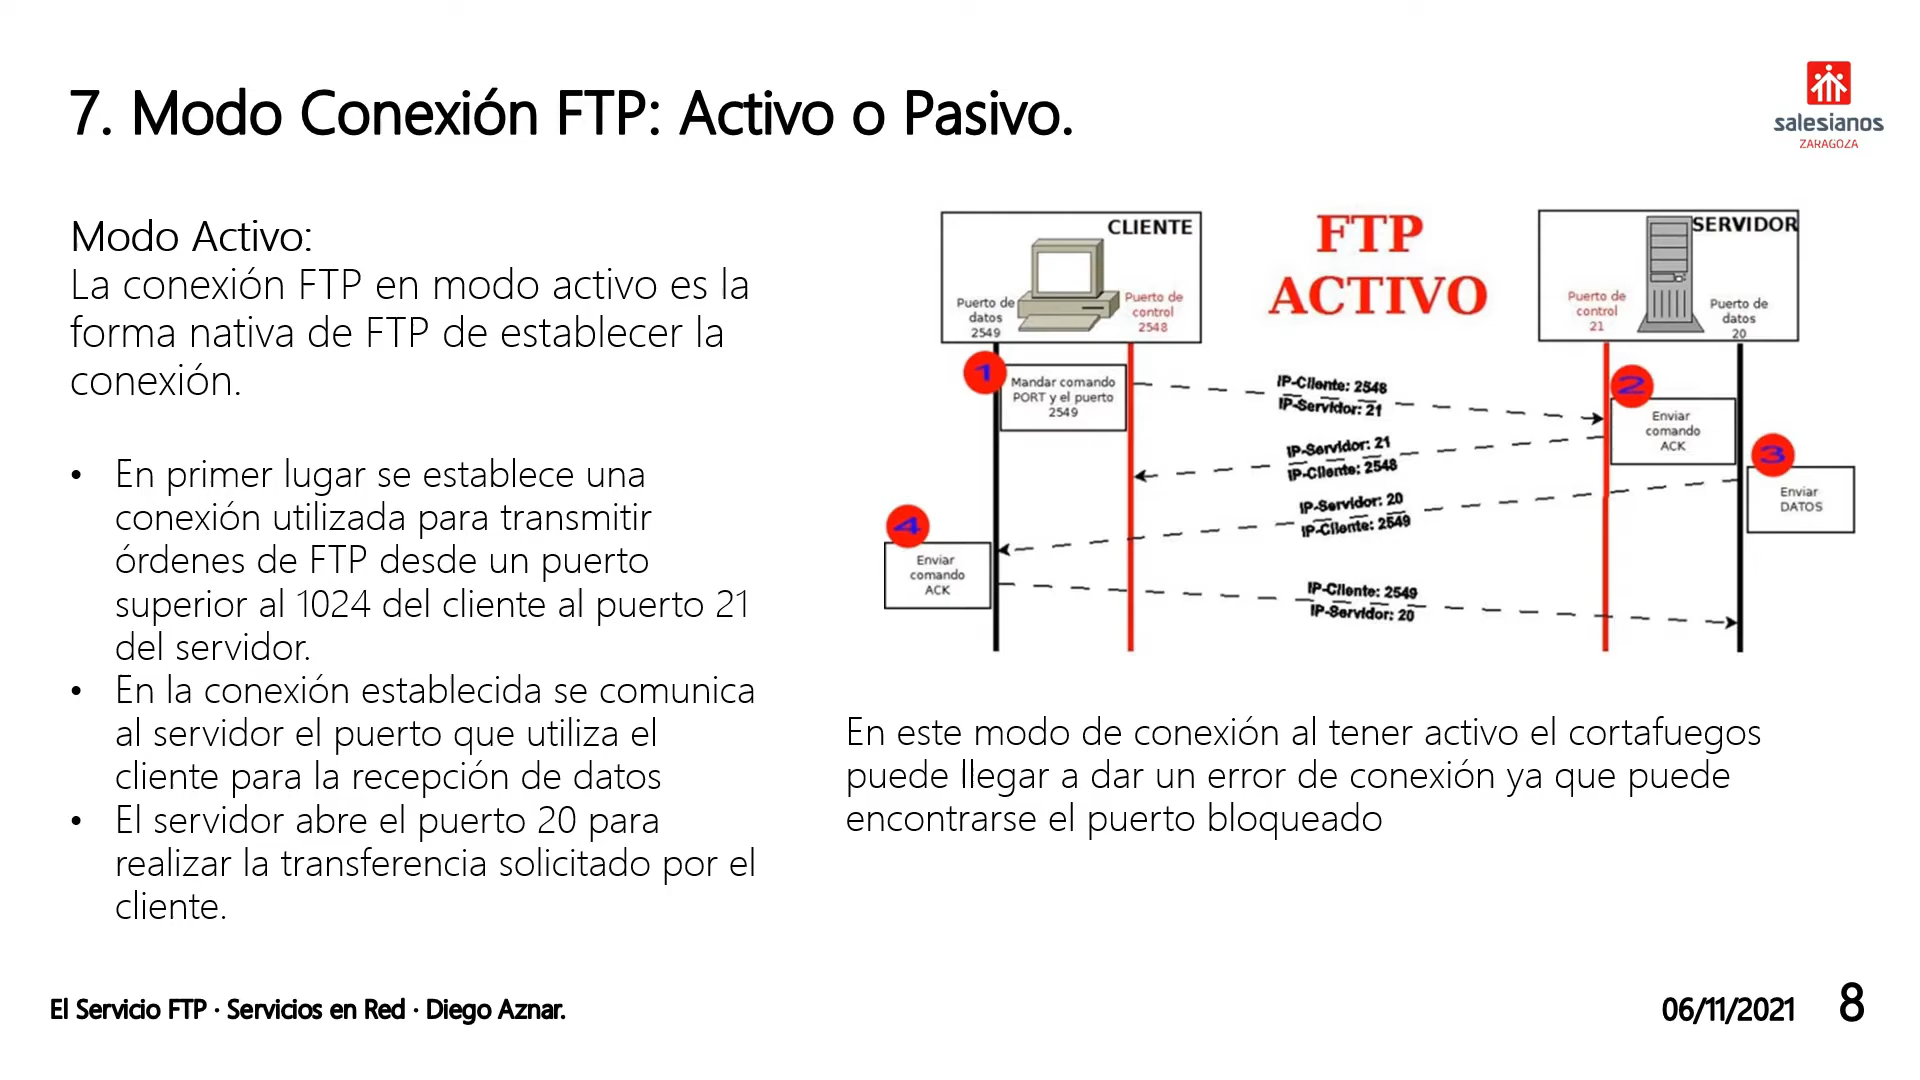 7. Modo Conexión FTP: Activo o Pasivo.
salesianos
ZARAGOZA
Modo Activo:
La conexión FTP en modo activo es la
forma nativa de FTP de establecer la
conexión.
• En primer lugar se establece una
conexión utilizada para transmitir
órdenes de FTP desde un puerto
superior al 1024 del cliente al puerto 21
del servidor.
• En la conexión establecida se comunica
al servidor el puerto que utiliza el
cliente para la recepción de datos
• El servidor abre el puerto 20 para
realizar la transferencia solicitado por el
cliente.
CLIENTE
Puerto de
datos
2549
Puerto de
control
2548
FTP
ACTIVO
SERVIDOR
Puerto de
control
21
Puerto de
datos
20
1
Mandar comando
PORT y el puerto
2549
IP-Cliente: 2548
IP-Servidor: 21
2
Enviar
comando
ACK
IP-Servidor: 21
IP-Cliente: 2548
3
Enviar
DATOS
IP-Servidor: 20
IP-Cliente: 2549
4
Enviar
comando
ACK
IP-Cliente: 2549
IP-Servidor: 20
En este modo de conexión al tener activo el cortafuegos
puede llegar a dar un error de conexión ya que puede
encontrarse el puerto bloqueado
El Servicio FTP · Servicios en Red · Diego Aznar.
06/11/2021
8